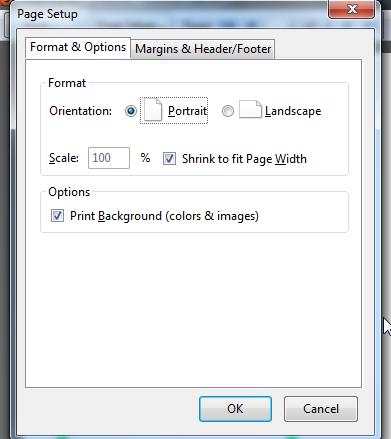 Page Setup
Format & Options
Margins & Header/Footer
Format
Orientation: Portrait Landscape
Scale: 100 % Shrink to fit Page Width
Options
Print Background (colors & images)
OK Cancel